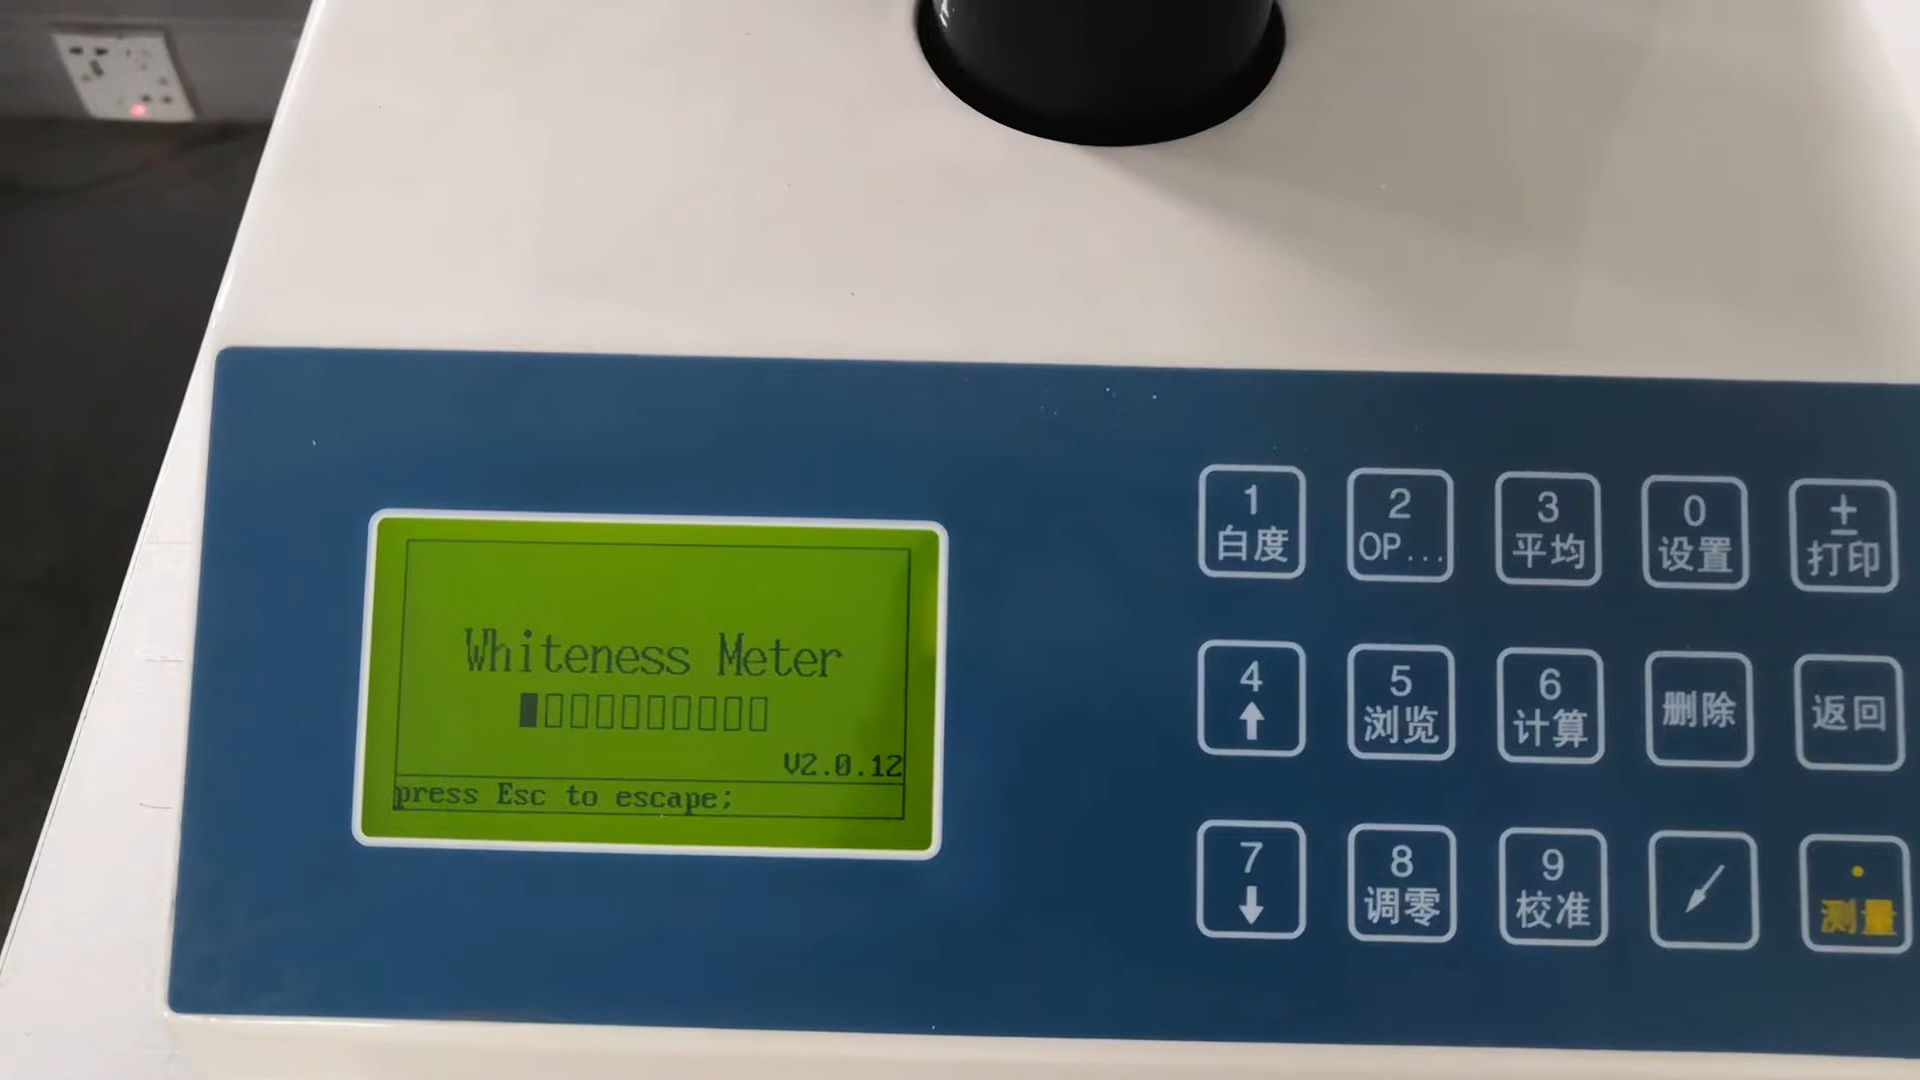 Whiteness Meter
V2.0.12
press Esc to escape;
1
白度
2
OP...
3
平均
0
设置
±
打印
4
↑
5
浏览
6
计算
删除
返回
7
↓
8
调零
9
校准
.
测量